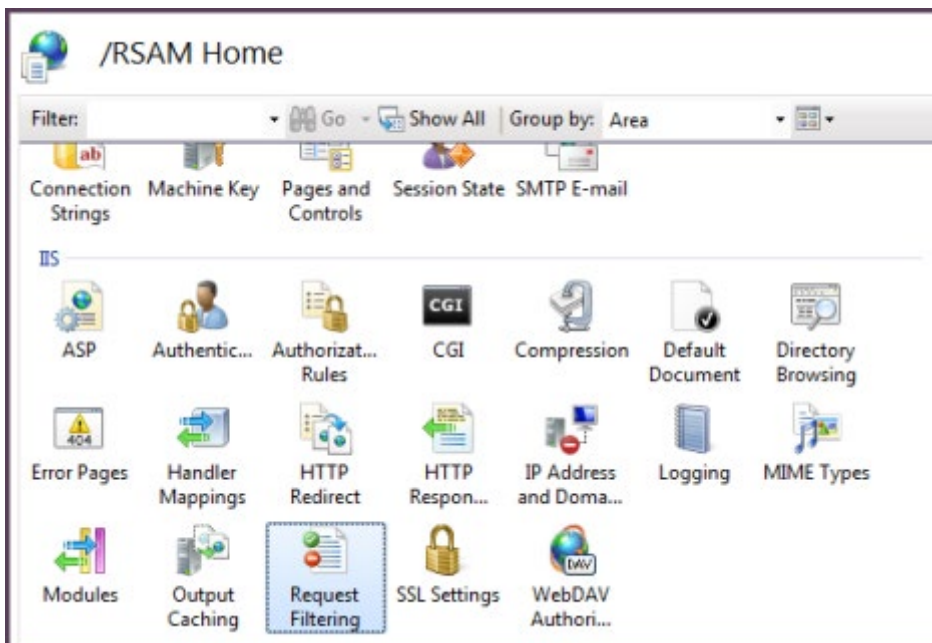 /RSAM Home
Filter: Go Show All Group by: Area
ab
Connection Strings
Machine Key
Pages and Controls
Session State
SMTP E-mail
IIS
CGI
ASP
Authentic...
Authorizat... Rules
CGI
Compression
Default Document
Directory Browsing
404
Error Pages
Handler Mappings
HTTP Redirect
HTTP Respon...
IP Address and Doma...
Logging
MIME Types
DAV
Modules
Output Caching
Request Filtering
SSL Settings
WebDAV Authori...